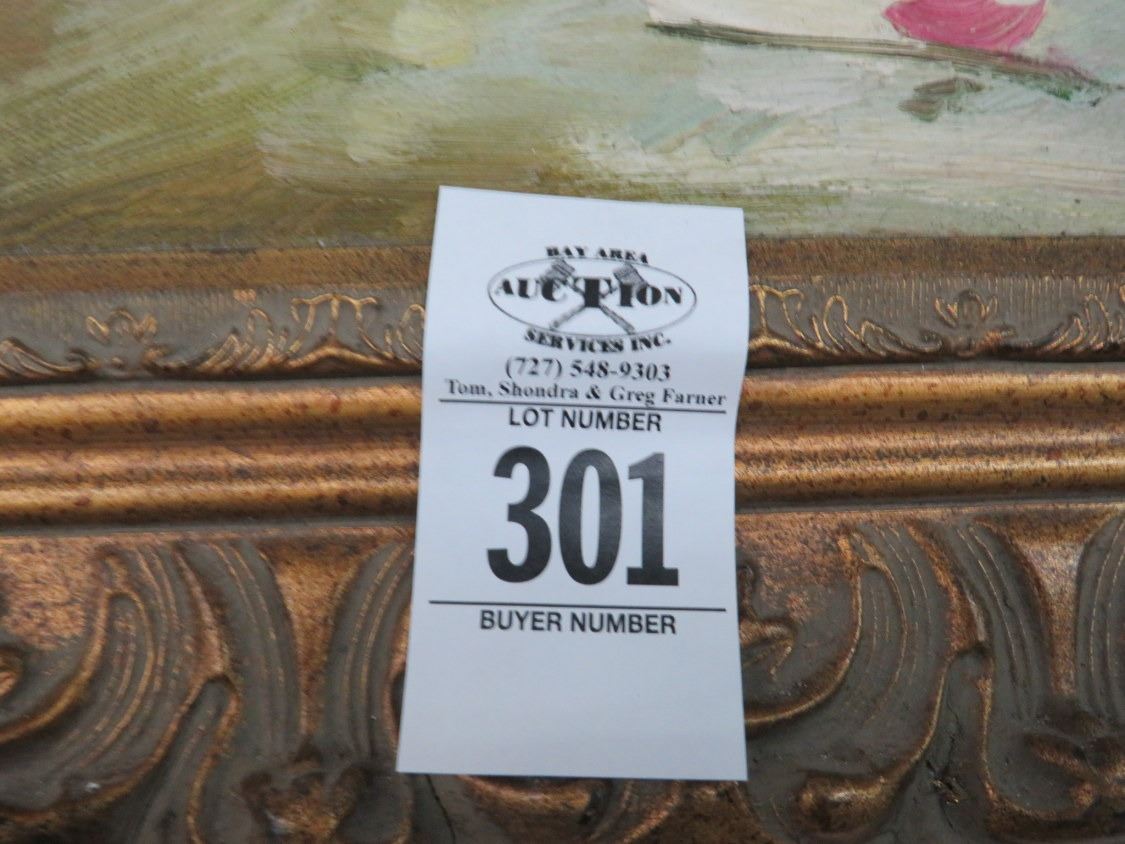 BAY AREA
AUCTION
SERVICES INC.
(727) 548-9303
Tom, Shondra & Greg Farner
LOT NUMBER
301
BUYER NUMBER